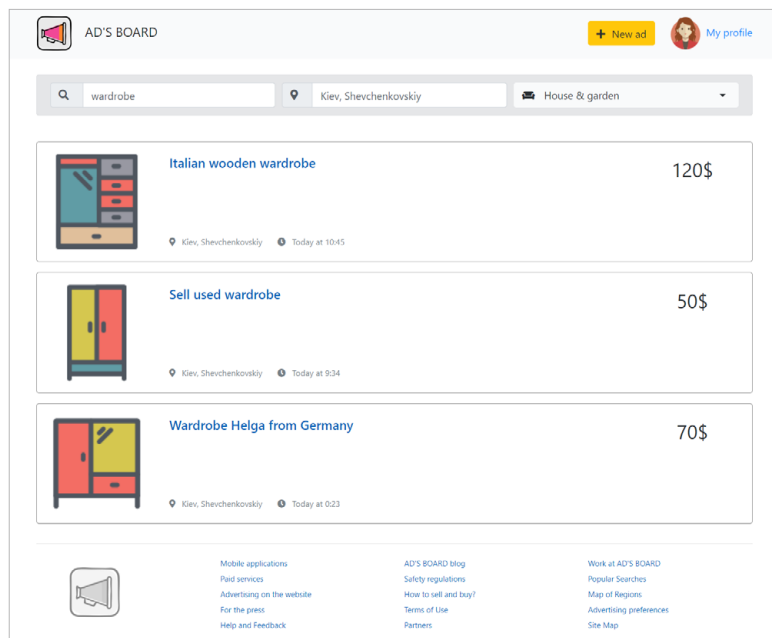 AD'S BOARD
+ New ad
My profile
wardrobe
Kiev, Shevchenkovskiy
House & garden
Italian wooden wardrobe
120$
Kiev, Shevchenkovskiy Today at 10:45
Sell used wardrobe
50$
Kiev, Shevchenkovskiy Today at 9:34
Wardrobe Helga from Germany
70$
Kiev, Shevchenkovskiy Today at 0:23
Mobile applications
Paid services
Advertising on the website
For the press
Help and Feedback
AD'S BOARD blog
Safety regulations
How to sell and buy?
Terms of Use
Partners
Work at AD'S BOARD
Popular Searches
Map of Regions
Advertising preferences
Site Map